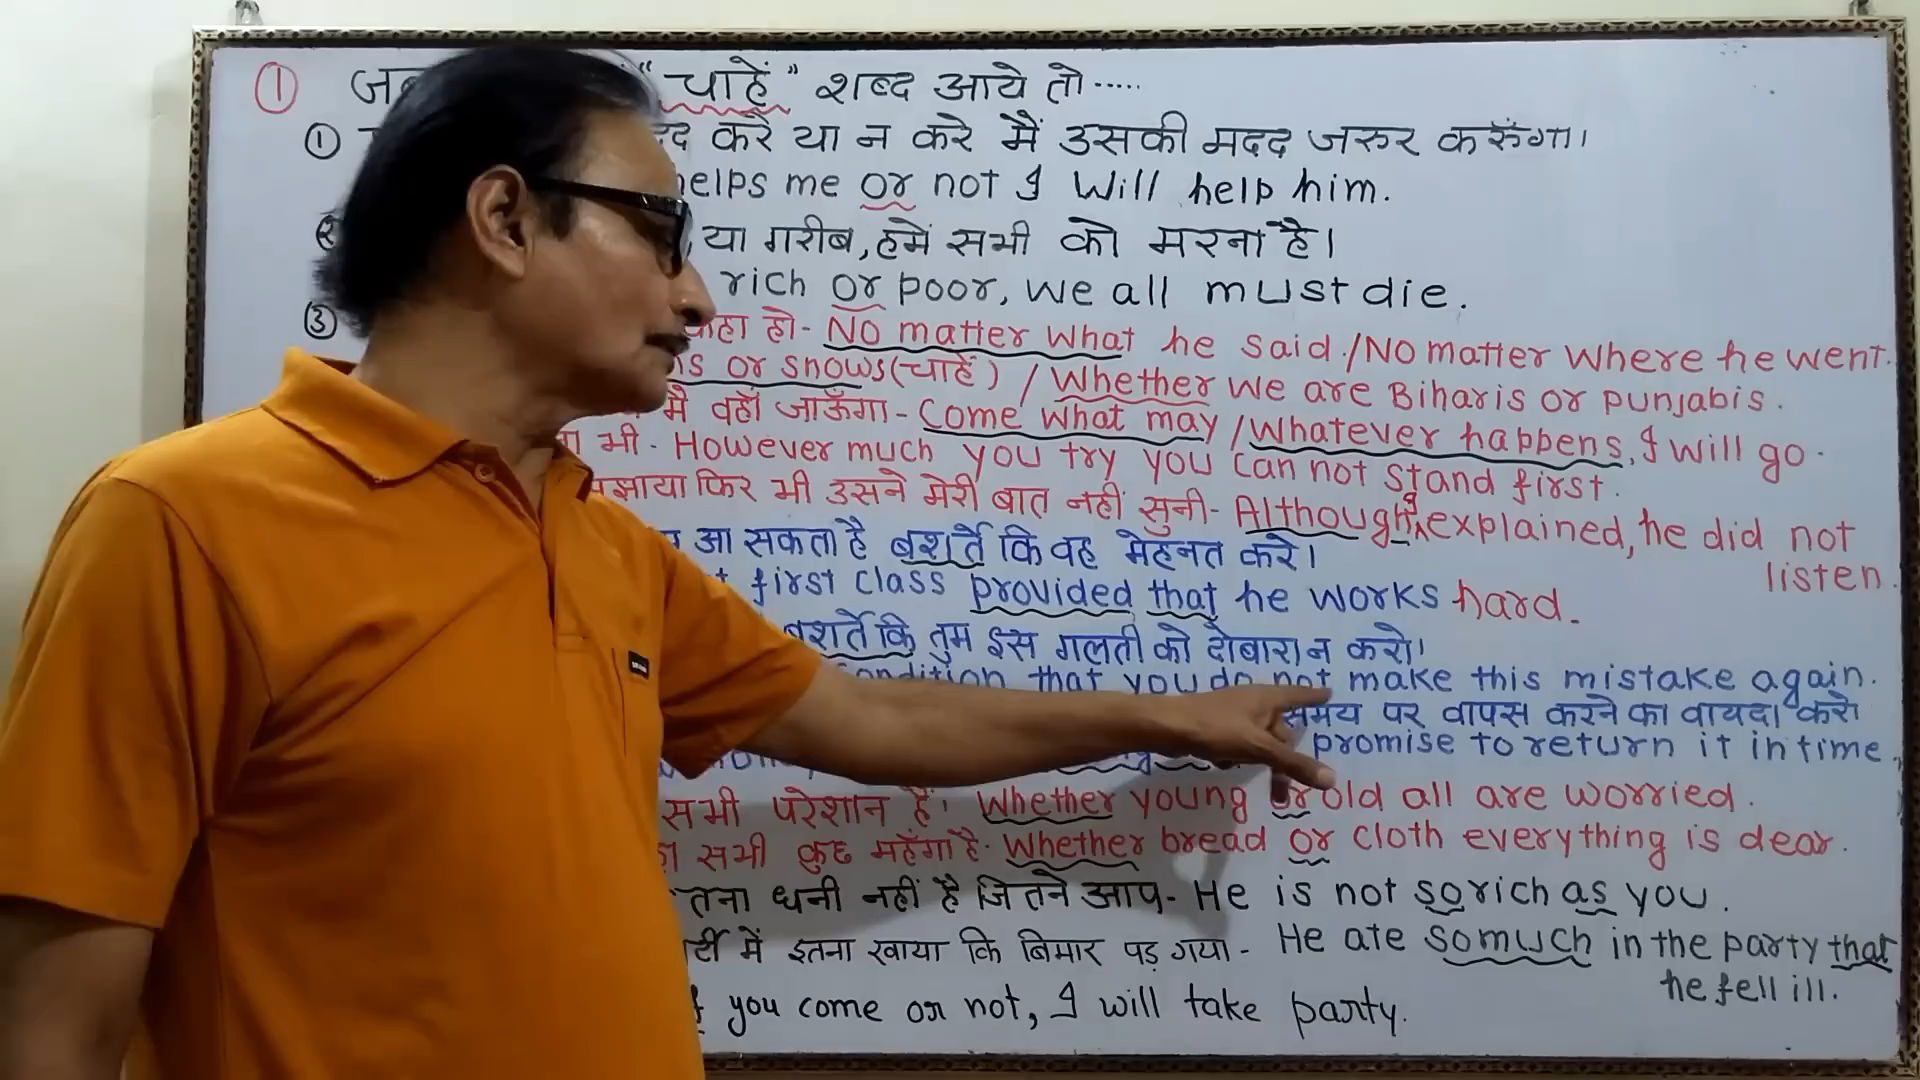 ① "चाहें" शब्द आये तो.....
① करे या न करे मैं उसकी मदद जरुर करूँगा।
helps me or not I will help him.
② या गरीब, हमें सभी को मरना है।
rich or poor, we all must die.
③ कहा हो - No matter what he said. / No matter where he went.
or snows (चाहें) / Whether we are Biharis or punjabis.
मैं वहाँ जाऊँगा - Come what may / Whatever happens, I will go.
भी - However much you try you can not stand first.
फिर भी उसने मेरी बात नहीं सुनी - Although I explained, he did not listen.
आ सकता है बशर्ते कि वह मेहनत करे।
first class provided that he works hard.
बशर्ते कि तुम इस गलती को दोबारा न करो।
condition that you do not make this mistake again.
समय पर वापस करने का वायदा करो
promise to return it in time.
सभी परेशान हैं। Whether young or old all are worried.
सभी कुछ महँगा है - Whether bread or cloth everything is dear.
धनी नहीं है जितने आप - He is not so rich as you.
में इतना खाया कि बिमार पड़ गया - He ate so much in the party that he fell ill.
you come or not, I will take party.